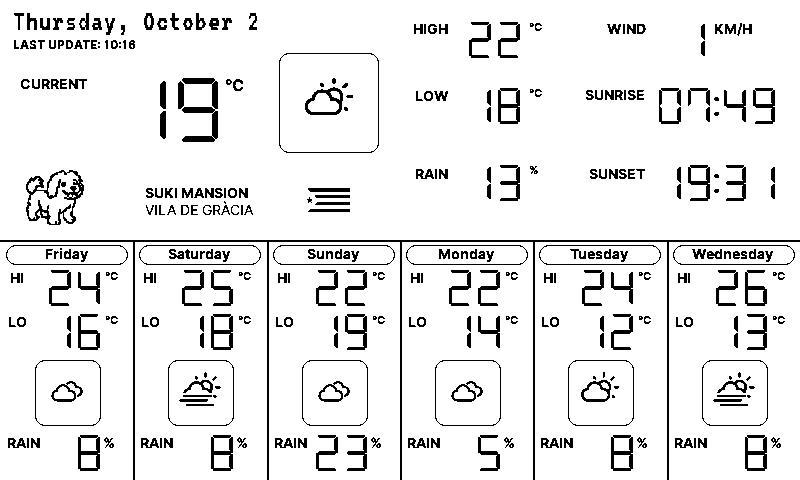 Thursday, October 2
LAST UPDATE: 10:16
CURRENT 19 °C
SUKI MANSION
VILA DE GRÀCIA
HIGH 22 °C
LOW 18 °C
RAIN 13 %
WIND 1 KM/H
SUNRISE 07:49
SUNSET 19:31
Friday
HI 24 °C
LO 16 °C
RAIN 8 %
Saturday
HI 25 °C
LO 18 °C
RAIN 8 %
Sunday
HI 22 °C
LO 19 °C
RAIN 23 %
Monday
HI 22 °C
LO 14 °C
RAIN 5 %
Tuesday
HI 24 °C
LO 12 °C
RAIN 8 %
Wednesday
HI 26 °C
LO 13 °C
RAIN 8 %